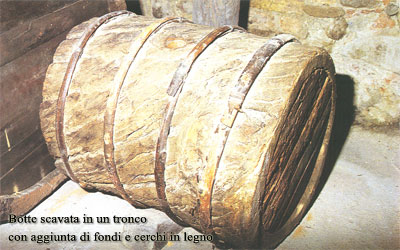 Botte scavata in un tronco
con aggiunta di fondi e cerchi in legno